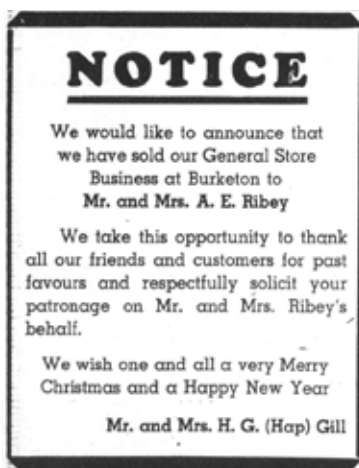 NOTICE
We would like to announce that
we have sold our General Store
Business at Burketon to
Mr. and Mrs. A. E. Ribey
We take this opportunity to thank
all our friends and customers for past
favours and respectfully solicit your
patronage on Mr. and Mrs. Ribey's
behalf.
We wish one and all a very Merry
Christmas and a Happy New Year
Mr. and Mrs. H. G. (Hap) Gill